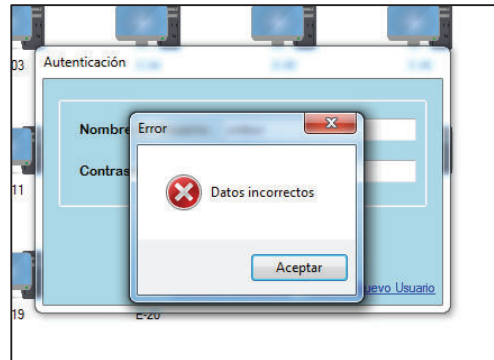 03
Autenticación
Nombre
Error
Contras
11
Datos incorrectos
Aceptar
uevo Usuario
19
E-20